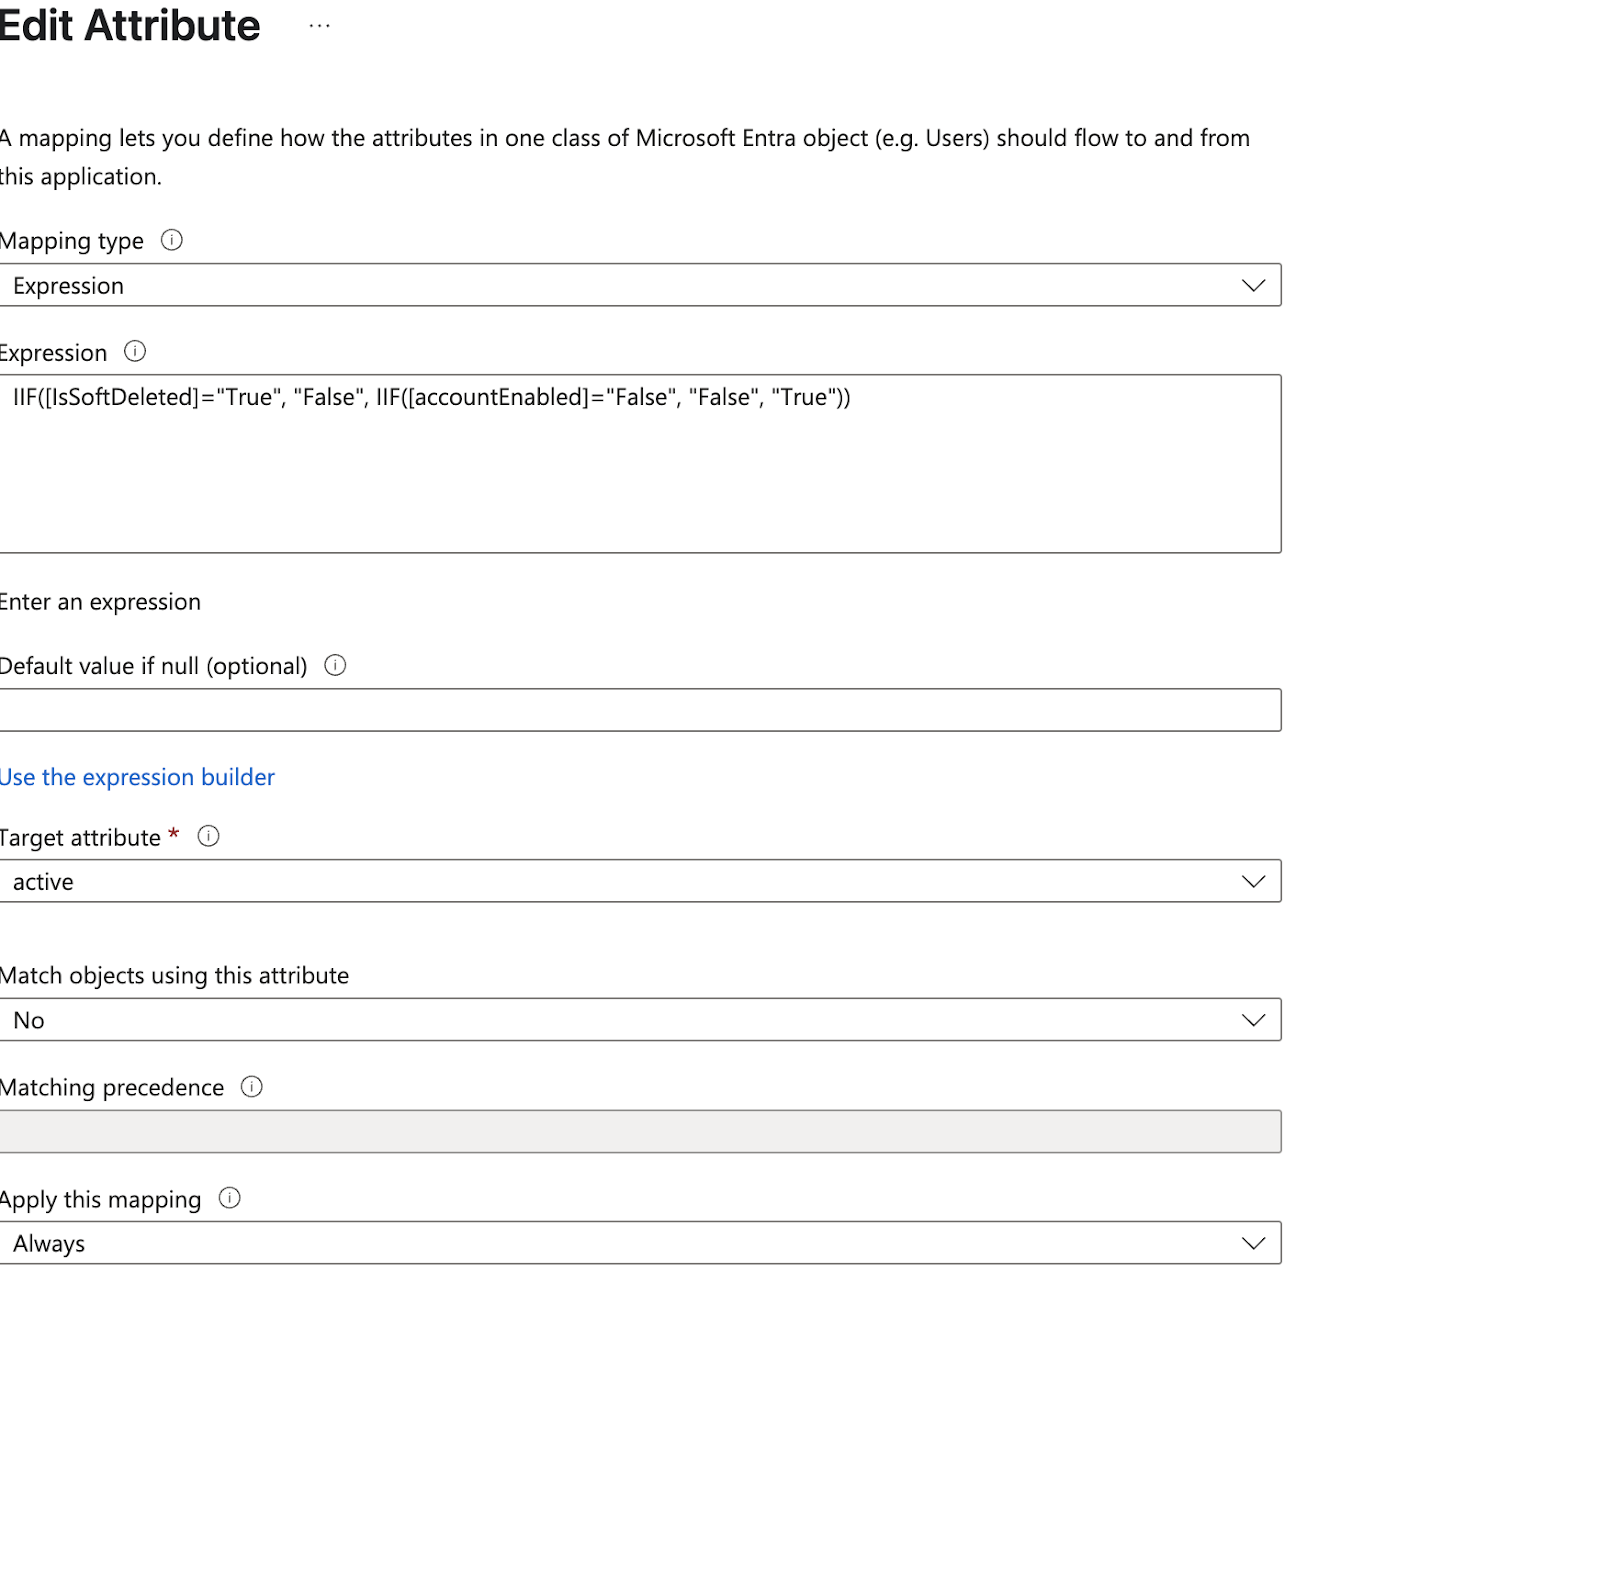 Edit Attribute ...
A mapping lets you define how the attributes in one class of Microsoft Entra object (e.g. Users) should flow to and from
this application.
Mapping type
Expression
Expression
IIF([IsSoftDeleted]="True", "False", IIF([accountEnabled]="False", "False", "True"))
Enter an expression
Default value if null (optional)
Use the expression builder
Target attribute *
active
Match objects using this attribute
No
Matching precedence
Apply this mapping
Always